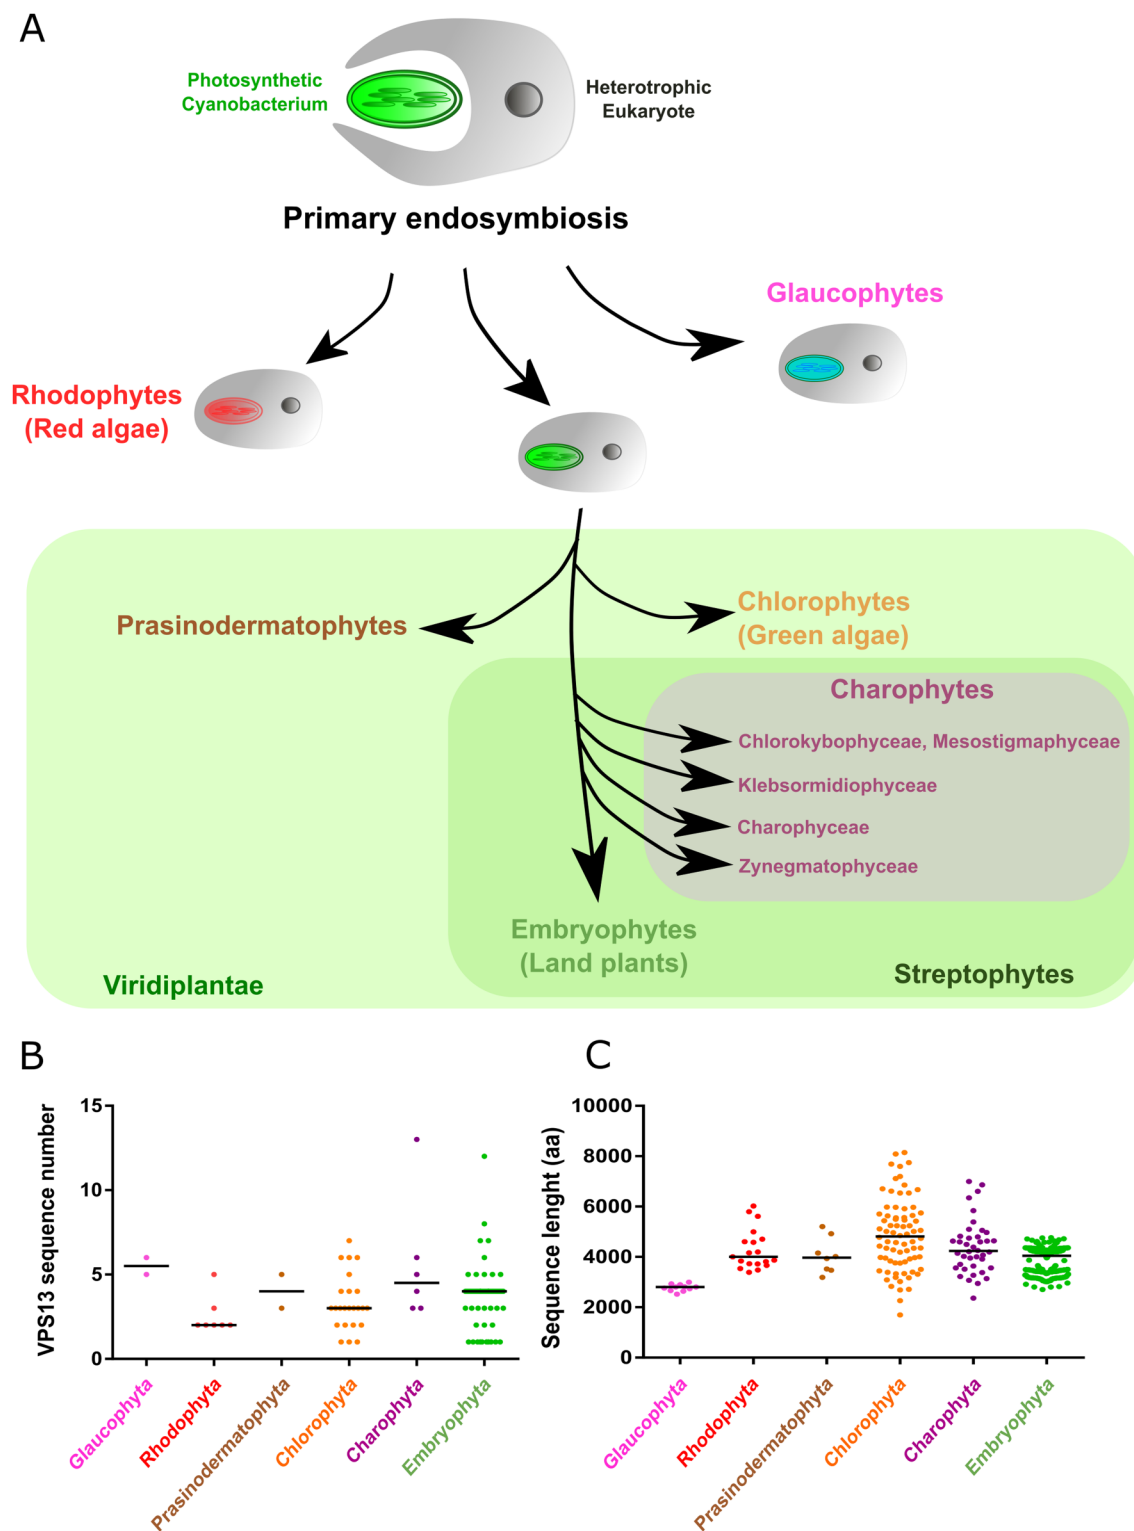 A
Photosynthetic
Cyanobacterium
Heterotrophic
Eukaryote
Primary endosymbiosis
Glaucophytes
Rhodophytes
(Red algae)
Prasinodermatophytes
Chlorophytes
(Green algae)
Charophytes
Chlorokybophyceae, Mesostigmaphyceae
Klebsormidiophyceae
Charophyceae
Zynegmatophyceae
Embryophytes
(Land plants)
Streptophytes
Viridiplantae
B
VPS13 sequence number
15
10
5
0
Glaucophyta
Rhodophyta
Prasinodermatophyta
Chlorophyta
Charophyta
Embryophyta
C
Sequence lenght (aa)
10000
8000
6000
4000
2000
0
Glaucophyta
Rhodophyta
Prasinodermatophyta
Chlorophyta
Charophyta
Embryophyta